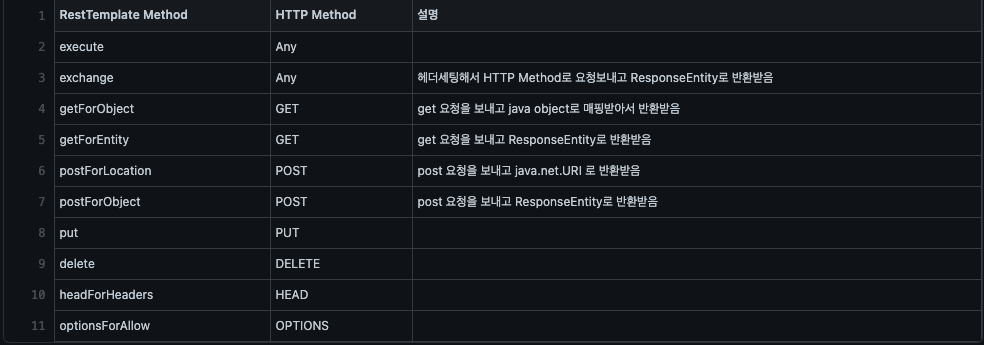 1 RestTemplate Method HTTP Method 설명
2 execute Any
3 exchange Any 헤더세팅해서 HTTP Method로 요청보내고 ResponseEntity로 반환받음
4 getForObject GET get 요청을 보내고 java object로 매핑받아서 반환받음
5 getForEntity GET get 요청을 보내고 ResponseEntity로 반환받음
6 postForLocation POST post 요청을 보내고 java.net.URI 로 반환받음
7 postForObject POST post 요청을 보내고 ResponseEntity로 반환받음
8 put PUT
9 delete DELETE
10 headForHeaders HEAD
11 optionsForAllow OPTIONS